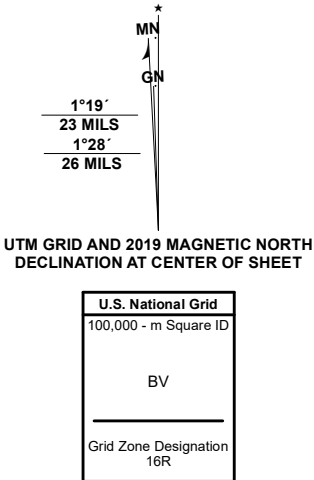 ★
MN
GN
1°19´
23 MILS
1°28´
26 MILS
UTM GRID AND 2019 MAGNETIC NORTH
DECLINATION AT CENTER OF SHEET
U.S. National Grid
100,000 - m Square ID
BV
Grid Zone Designation
16R